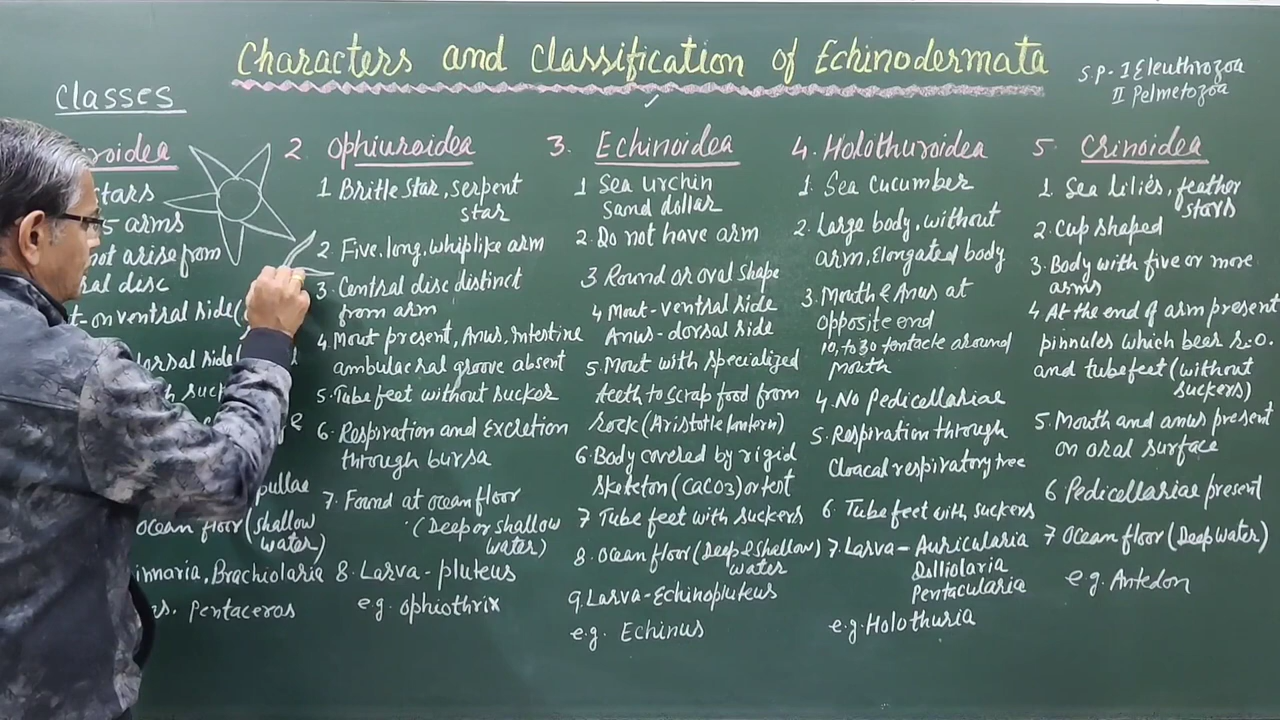 Characters and Classification of Echinodermata
S.P- I Eleuthrozoa
II Pelmetozoa
Classes
roidea
stars
5 arms
not arise from
ral disc
t-on ventral side(
orsal side
h suck
pullae
ocean floor (shallow
water)
innaria, Brachiolaria
Pentaceros
2. Ophiuroidea
1 Britle star, serpent
star
2. Five, long, whiplike arm
3. Central disc distinct
from arm
4. Mout present, Anus, Intestine
ambulacral groove absent
5. Tube feet without sucker
6. Respiration and Excretion
through bursa
7. Found at ocean floor
(Deep or shallow
water)
8. Larva - pluteus
e.g. Ophiothrix
3. Echinoidea
1 Sea urchin
Sand dollar
2. Do not have arm
3 Round or oval shape
4 Mout - ventral side
Anus - dorsal side
5. Mout with specialized
teeth to scrap food from
rock (Aristotle lantern)
6. Body covered by rigid
skeleton (CaCO3) or test
7 Tube feet with suckers
8. Ocean floor (Deep & shallow)
water
9. Larva - Echinopluteus
e.g. Echinus
4. Holothuroidea
1. Sea cucumber
2. Large body, without
arm, Elongated body
3. Mouth & Anus at
opposite end
10, to 30 tentacle around
mouth
4. No Pedicellariae
5. Respiration through
Cloacal respiratory tree
6. Tube feet with suckers
7. Larva - Auricularia
Dalliolaria
Pentacularia
e.g. Holothuria
5. Crinoidea
1. Sea lilies, feather
stars
2. Cup shaped
3. Body with five or more
arms
4 At the end of arm present
pinnules which bear r.o.
and tube feet (without
suckers)
5. Mouth and anus present
on oral surface
6 Pedicellariae present
7 Ocean floor (Deep water)
e.g. Antedon